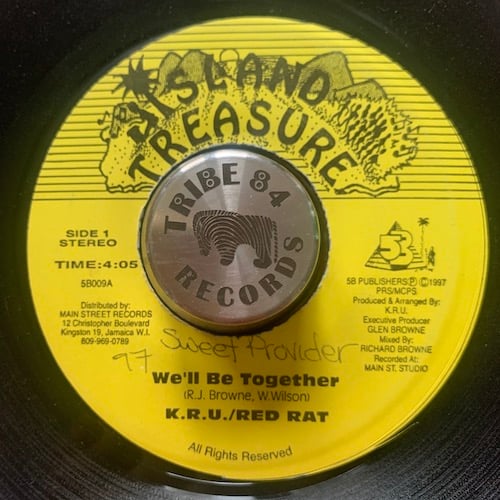 ISLAND
TREASURE
TRIBE 84
RECORDS
SIDE 1
STEREO
TIME:4:05
5B009A
Distributed by:
MAIN STREET RECORDS
12 Christopher Boulevard
Kingston 19, Jamaica W.I.
809-969-0789
5B
5B PUBLISHERS Ⓟ ©1997
PRS/MCPS
Produced & Arranged By:
K.R.U.
Executive Producer
GLEN BROWNE
Mixed By:
RICHARD BROWNE
Recorded At:
MAIN ST. STUDIO
97 Sweet Provider
We'll Be Together
(R.J. Browne, W.Wilson)
K.R.U./RED RAT
All Rights Reserved